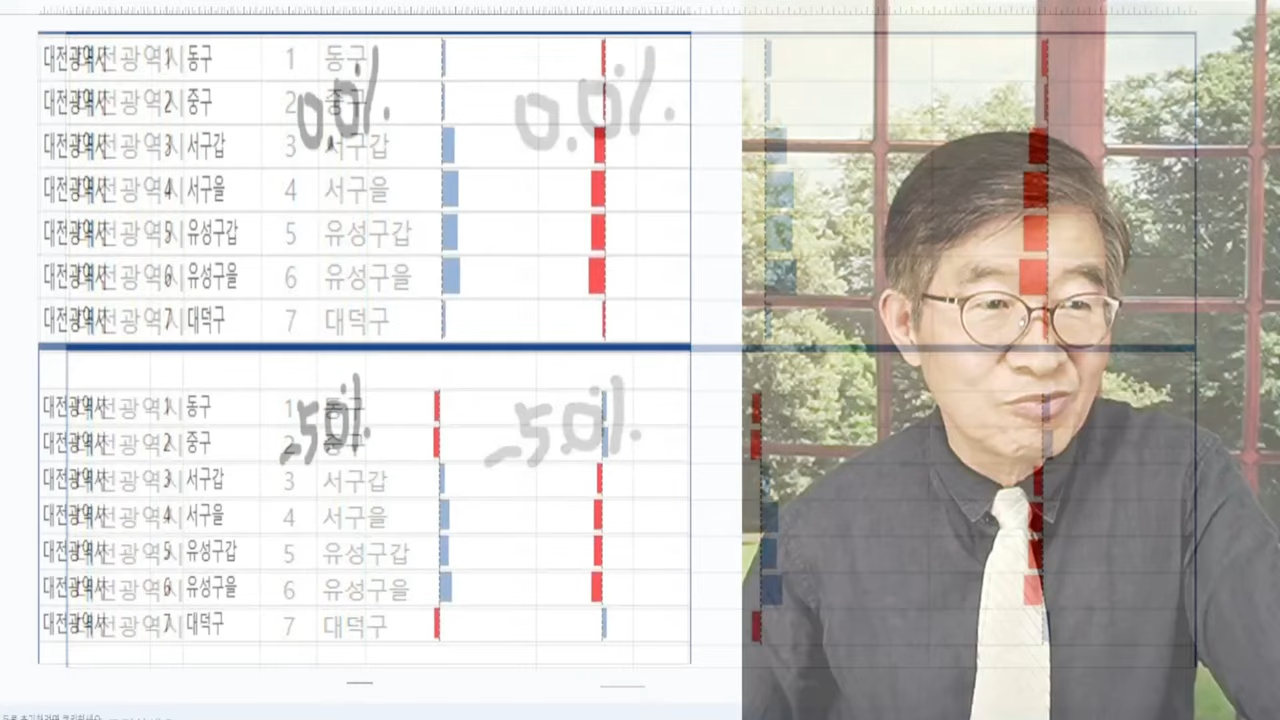 대전광역시 1 동구 1 동구
대전광역시 2 중구 2 중구
0.0% 0.0%
대전광역시 3 서구갑 3 서구갑
대전광역시 4 서구을 4 서구을
대전광역시 5 유성구갑 5 유성구갑
대전광역시 6 유성구을 6 유성구을
대전광역시 7 대덕구 7 대덕구
대전광역시 1 동구 1 동구
-5.0% -5.0%
대전광역시 2 중구 2 중구
대전광역시 3 서구갑 3 서구갑
대전광역시 4 서구을 4 서구을
대전광역시 5 유성구갑 5 유성구갑
대전광역시 6 유성구을 6 유성구을
대전광역시 7 대덕구 7 대덕구